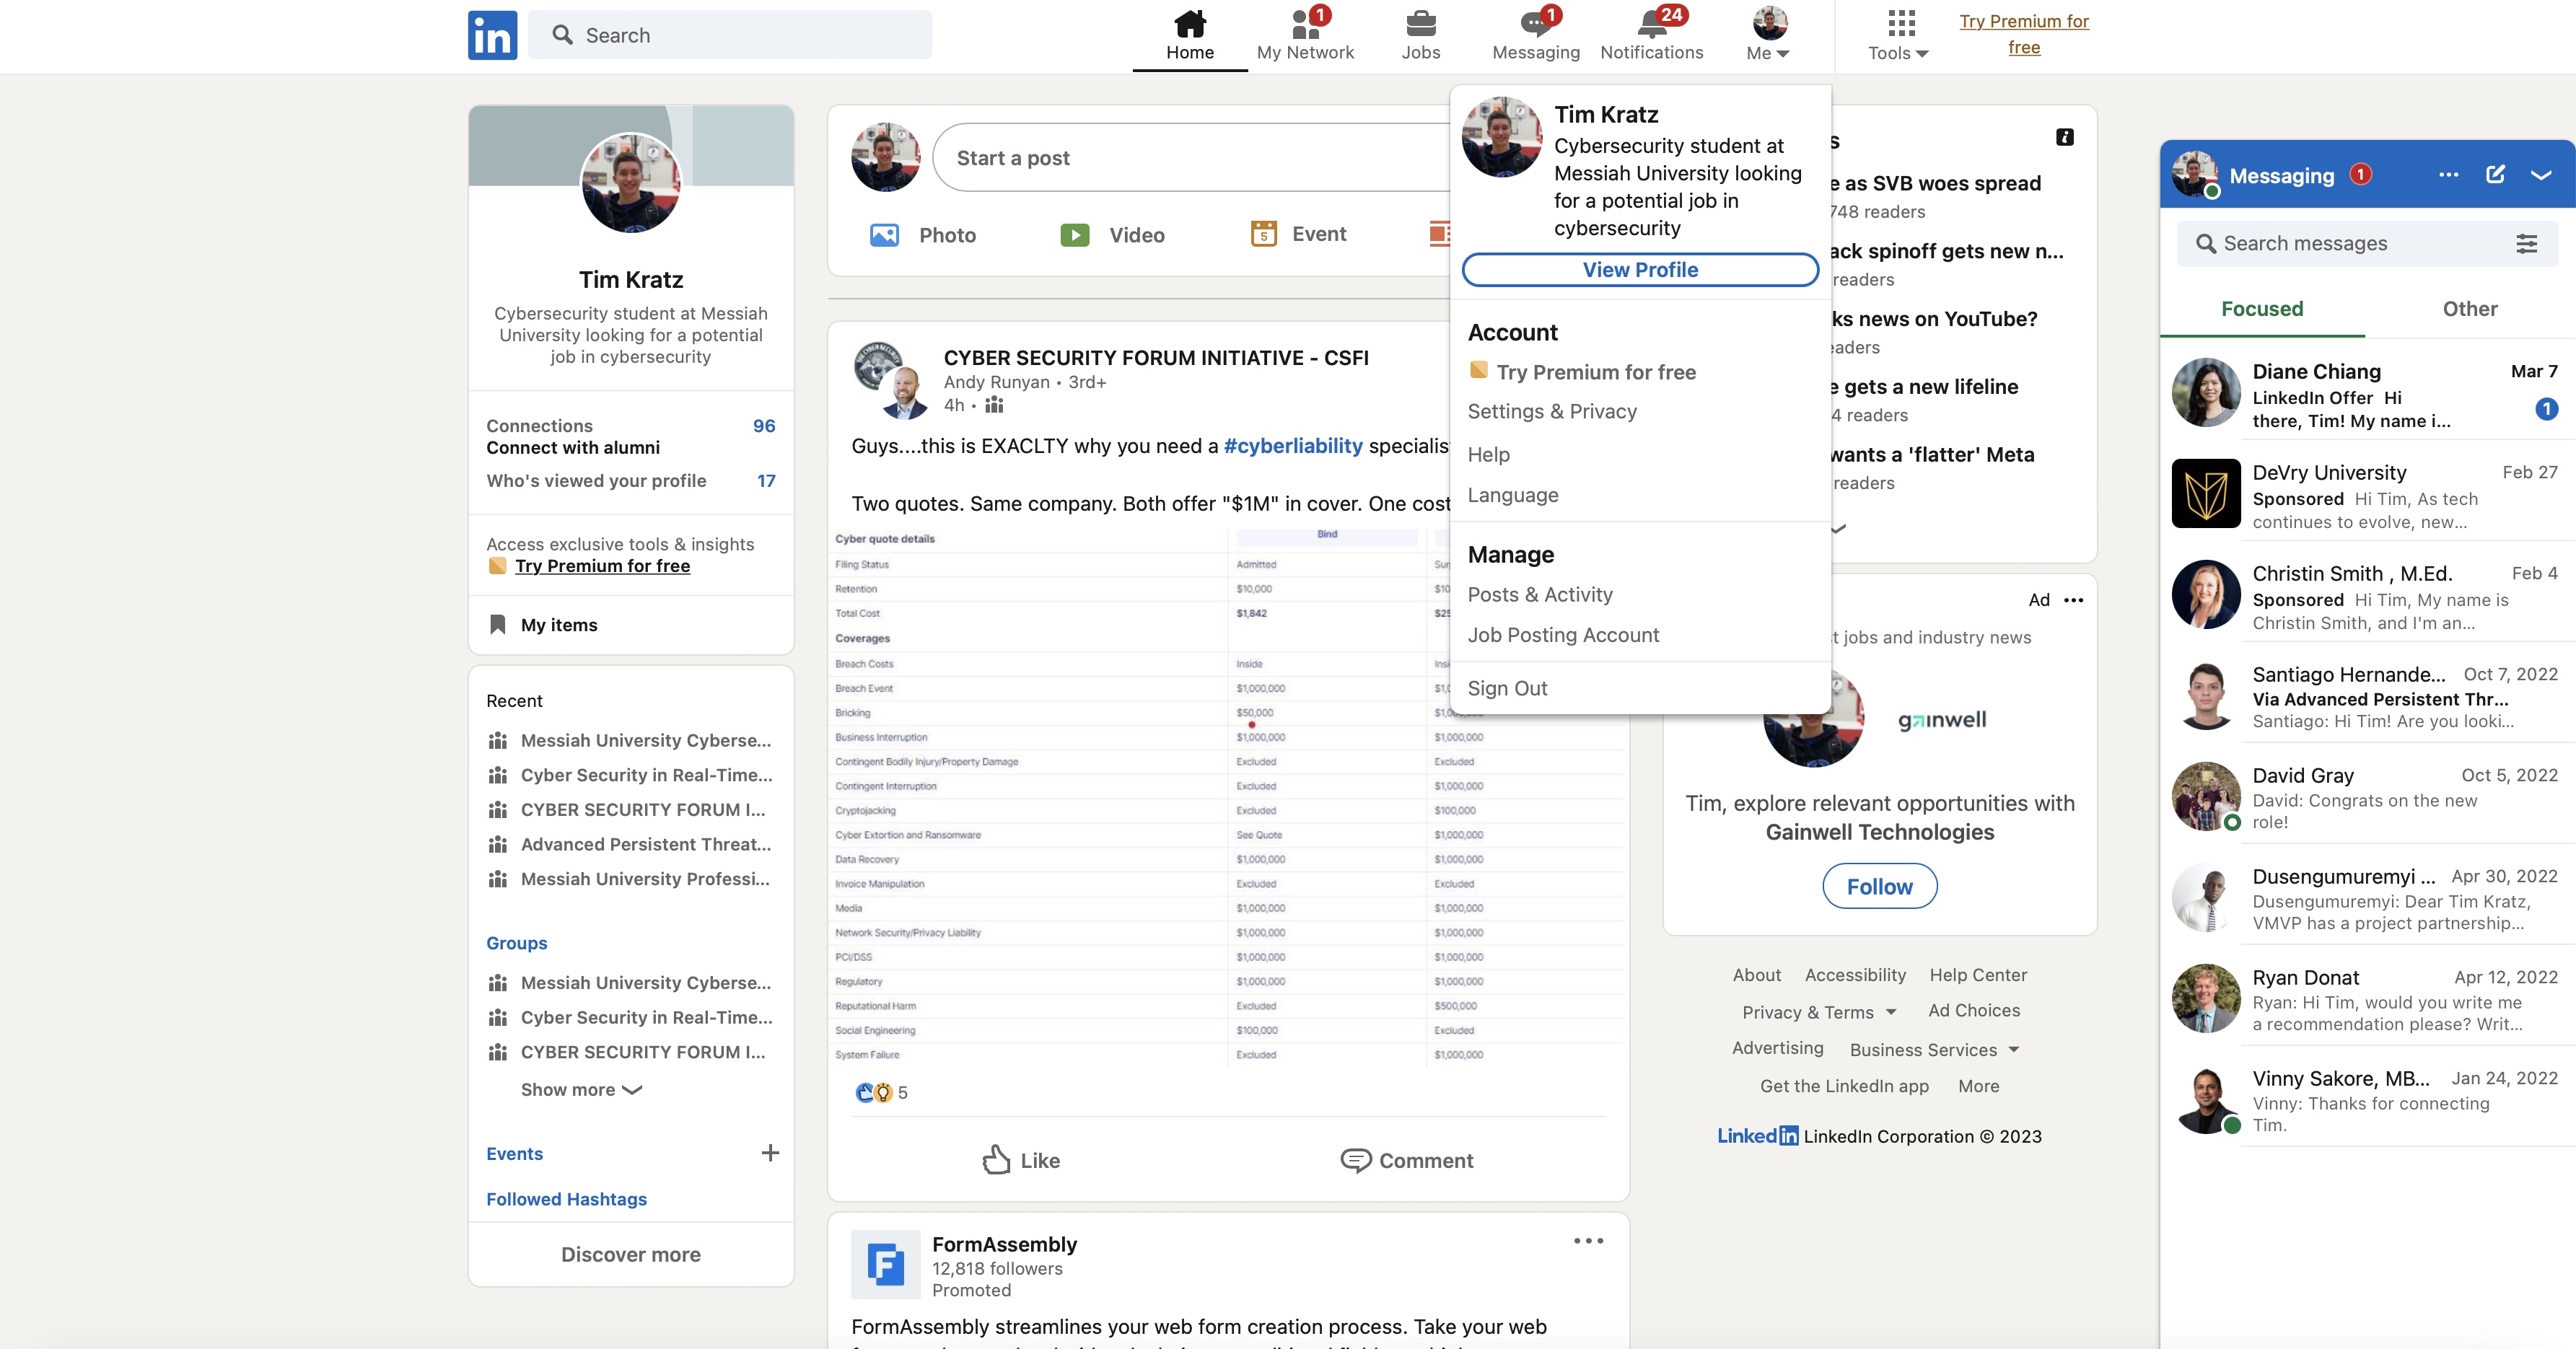 in
Search
Home
1
My Network
Jobs
1
Messaging
24
Notifications
Me
Tools
Try Premium for
free
Tim Kratz
Cybersecurity student at Messiah
University looking for a potential
job in cybersecurity
Connections 96
Connect with alumni
Who's viewed your profile 17
Access exclusive tools & insights
Try Premium for free
My items
Recent
Messiah University Cyberse...
Cyber Security in Real-Time...
CYBER SECURITY FORUM I...
Advanced Persistent Threat...
Messiah University Professi...
Groups
Messiah University Cyberse...
Cyber Security in Real-Time...
CYBER SECURITY FORUM I...
Show more
Events
Followed Hashtags
Discover more
Start a post
Photo
Video
5 Event
CYBER SECURITY FORUM INITIATIVE - CSFI
Andy Runyan • 3rd+
4h •
Guys....this is EXACLTY why you need a #cyberliability specialis
Two quotes. Same company. Both offer "$1M" in cover. One cost
Cyber quote details Bind
Filing Status Admitted Sur
Retention $10,000 $10
Total Cost $1,842 $25
Coverages
Breach Costs Inside Insi
Breach Event $1,000,000 $1,0
Bricking $50,000
Business Interruption $1,000,000 $1,000,000
Contingent Bodily Injury/Property Damage Excluded Excluded
Contingent Interruption Excluded $1,000,000
Cryptojacking Excluded $100,000
Cyber Extortion and Ransomware See Quote $1,000,000
Data Recovery $1,000,000 $1,000,000
Invoice Manipulation Excluded Excluded
Media $1,000,000 $1,000,000
Network Security/Privacy Liability $1,000,000 $1,000,000
PCI/DSS $1,000,000 $1,000,000
Regulatory $1,000,000 $1,000,000
Reputational Harm Excluded $500,000
Social Engineering $100,000 Excluded
System Failure Excluded $1,000,000
5
Like
Comment
FormAssembly
12,818 followers
Promoted
FormAssembly streamlines your web form creation process. Take your web
Tim Kratz
Cybersecurity student at
Messiah University looking
for a potential job in
cybersecurity
View Profile
Account
Try Premium for free
Settings & Privacy
Help
Language
Manage
Posts & Activity
Job Posting Account
Sign Out
s
e as SVB woes spread
748 readers
ack spinoff gets new n...
readers
ks news on YouTube?
eaders
e gets a new lifeline
4 readers
wants a 'flatter' Meta
readers
Ad
t jobs and industry news
gainwell
Tim, explore relevant opportunities with
Gainwell Technologies
Follow
About Accessibility Help Center
Privacy & Terms Ad Choices
Advertising Business Services
Get the LinkedIn app More
Linkedin LinkedIn Corporation © 2023
Messaging 1
Search messages
Focused Other
Diane Chiang Mar 7
LinkedIn Offer Hi
there, Tim! My name i... 1
DeVry University Feb 27
Sponsored Hi Tim, As tech
continues to evolve, new...
Christin Smith , M.Ed. Feb 4
Sponsored Hi Tim, My name is
Christin Smith, and I'm an...
Santiago Hernande... Oct 7, 2022
Via Advanced Persistent Thr...
Santiago: Hi Tim! Are you looki...
David Gray Oct 5, 2022
David: Congrats on the new
role!
Dusengumuremyi ... Apr 30, 2022
Dusengumuremyi: Dear Tim Kratz,
VMVP has a project partnership...
Ryan Donat Apr 12, 2022
Ryan: Hi Tim, would you write me
a recommendation please? Writ...
Vinny Sakore, MB... Jan 24, 2022
Vinny: Thanks for connecting
Tim.